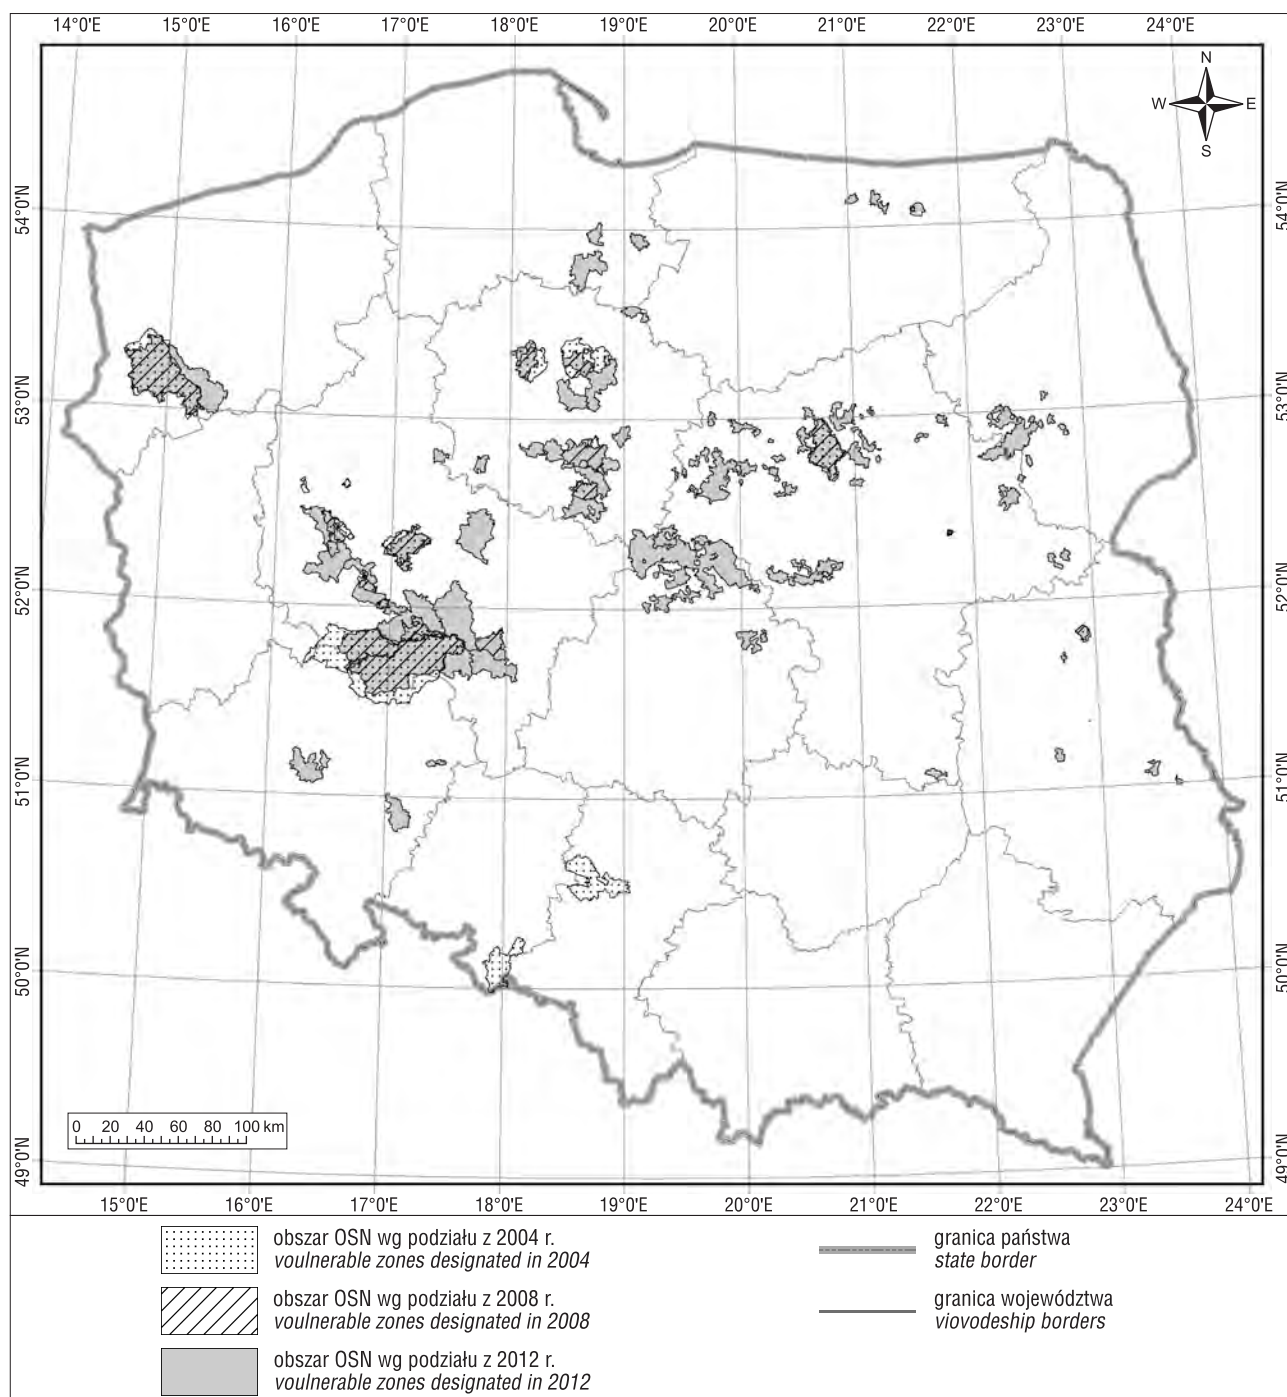 14°0'E 15°0'E 16°0'E 17°0'E 18°0'E 19°0'E 20°0'E 21°0'E 22°0'E 23°0'E 24°0'E
N
W E
S
54°0'N 54°0'N
53°0'N 53°0'N
52°0'N 52°0'N
51°0'N 51°0'N
50°0'N 50°0'N
0 20 40 60 80 100 km
49°0'N 49°0'N
15°0'E 16°0'E 17°0'E 18°0'E 19°0'E 20°0'E 21°0'E 22°0'E 23°0'E 24°0'E
obszar OSN wg podziału z 2004 r.
voulnerable zones designated in 2004
obszar OSN wg podziału z 2008 r.
voulnerable zones designated in 2008
obszar OSN wg podziału z 2012 r.
voulnerable zones designated in 2012
granica państwa
state border
granica województwa
viovodeship borders